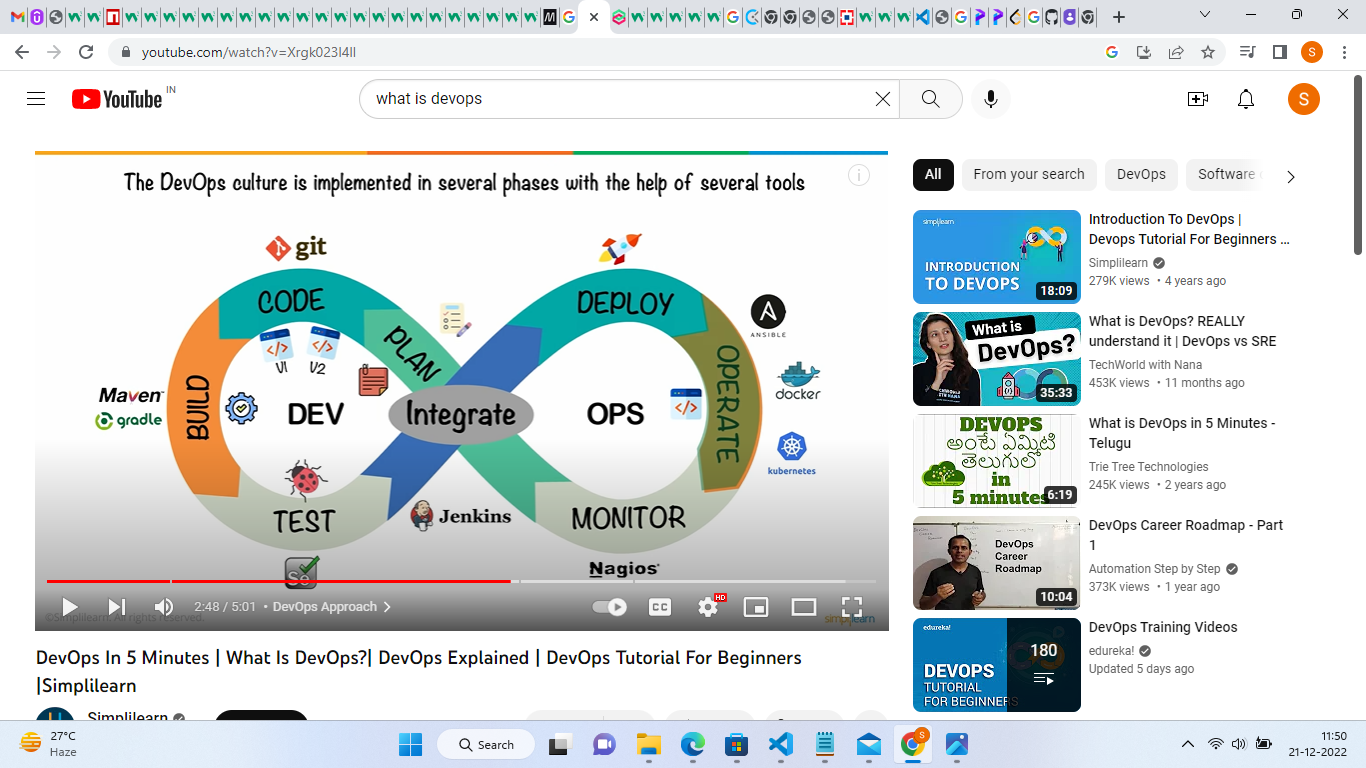 youtube.com/watch?v=Xrgk023I4lI
S
YouTube IN
what is devops
S
The DevOps culture is implemented in several phases with the help of several tools
git
CODE
DEPLOY
PLAN
ANSIBLE
V1 V2
OPERATE
Maven
gradle
BUILD
DEV
Integrate
OPS
docker
kubernetes
TEST
Jenkins
MONITOR
Se
Nagios
2:48 / 5:01 • DevOps Approach
CC
HD
©Simplilearn. All rights reserved.
simplilearn
DevOps In 5 Minutes | What Is DevOps?| DevOps Explained | DevOps Tutorial For Beginners
|Simplilearn
Simplilearn
All
From your search
DevOps
Software
simplilearn
INTRODUCTION
TO DEVOPS
18:09
Introduction To DevOps |
Devops Tutorial For Beginners ...
Simplilearn
279K views • 4 years ago
What is
DevOps?
35:33
What is DevOps? REALLY
understand it | DevOps vs SRE
TechWorld with Nana
453K views • 11 months ago
DEVOPS
అంటే ఏమిటి
తెలుగులో
in
5 minutes
6:19
What is DevOps in 5 Minutes -
Telugu
Trie Tree Technologies
245K views • 2 years ago
DevOps
Career
Roadmap
10:04
DevOps Career Roadmap - Part
1
Automation Step by Step
373K views • 1 year ago
edureka!
DEVOPS
TUTORIAL
FOR BEGINNERS
180
DevOps Training Videos
edureka!
Updated 5 days ago
27°C
Haze
Search
S
11:50
21-12-2022